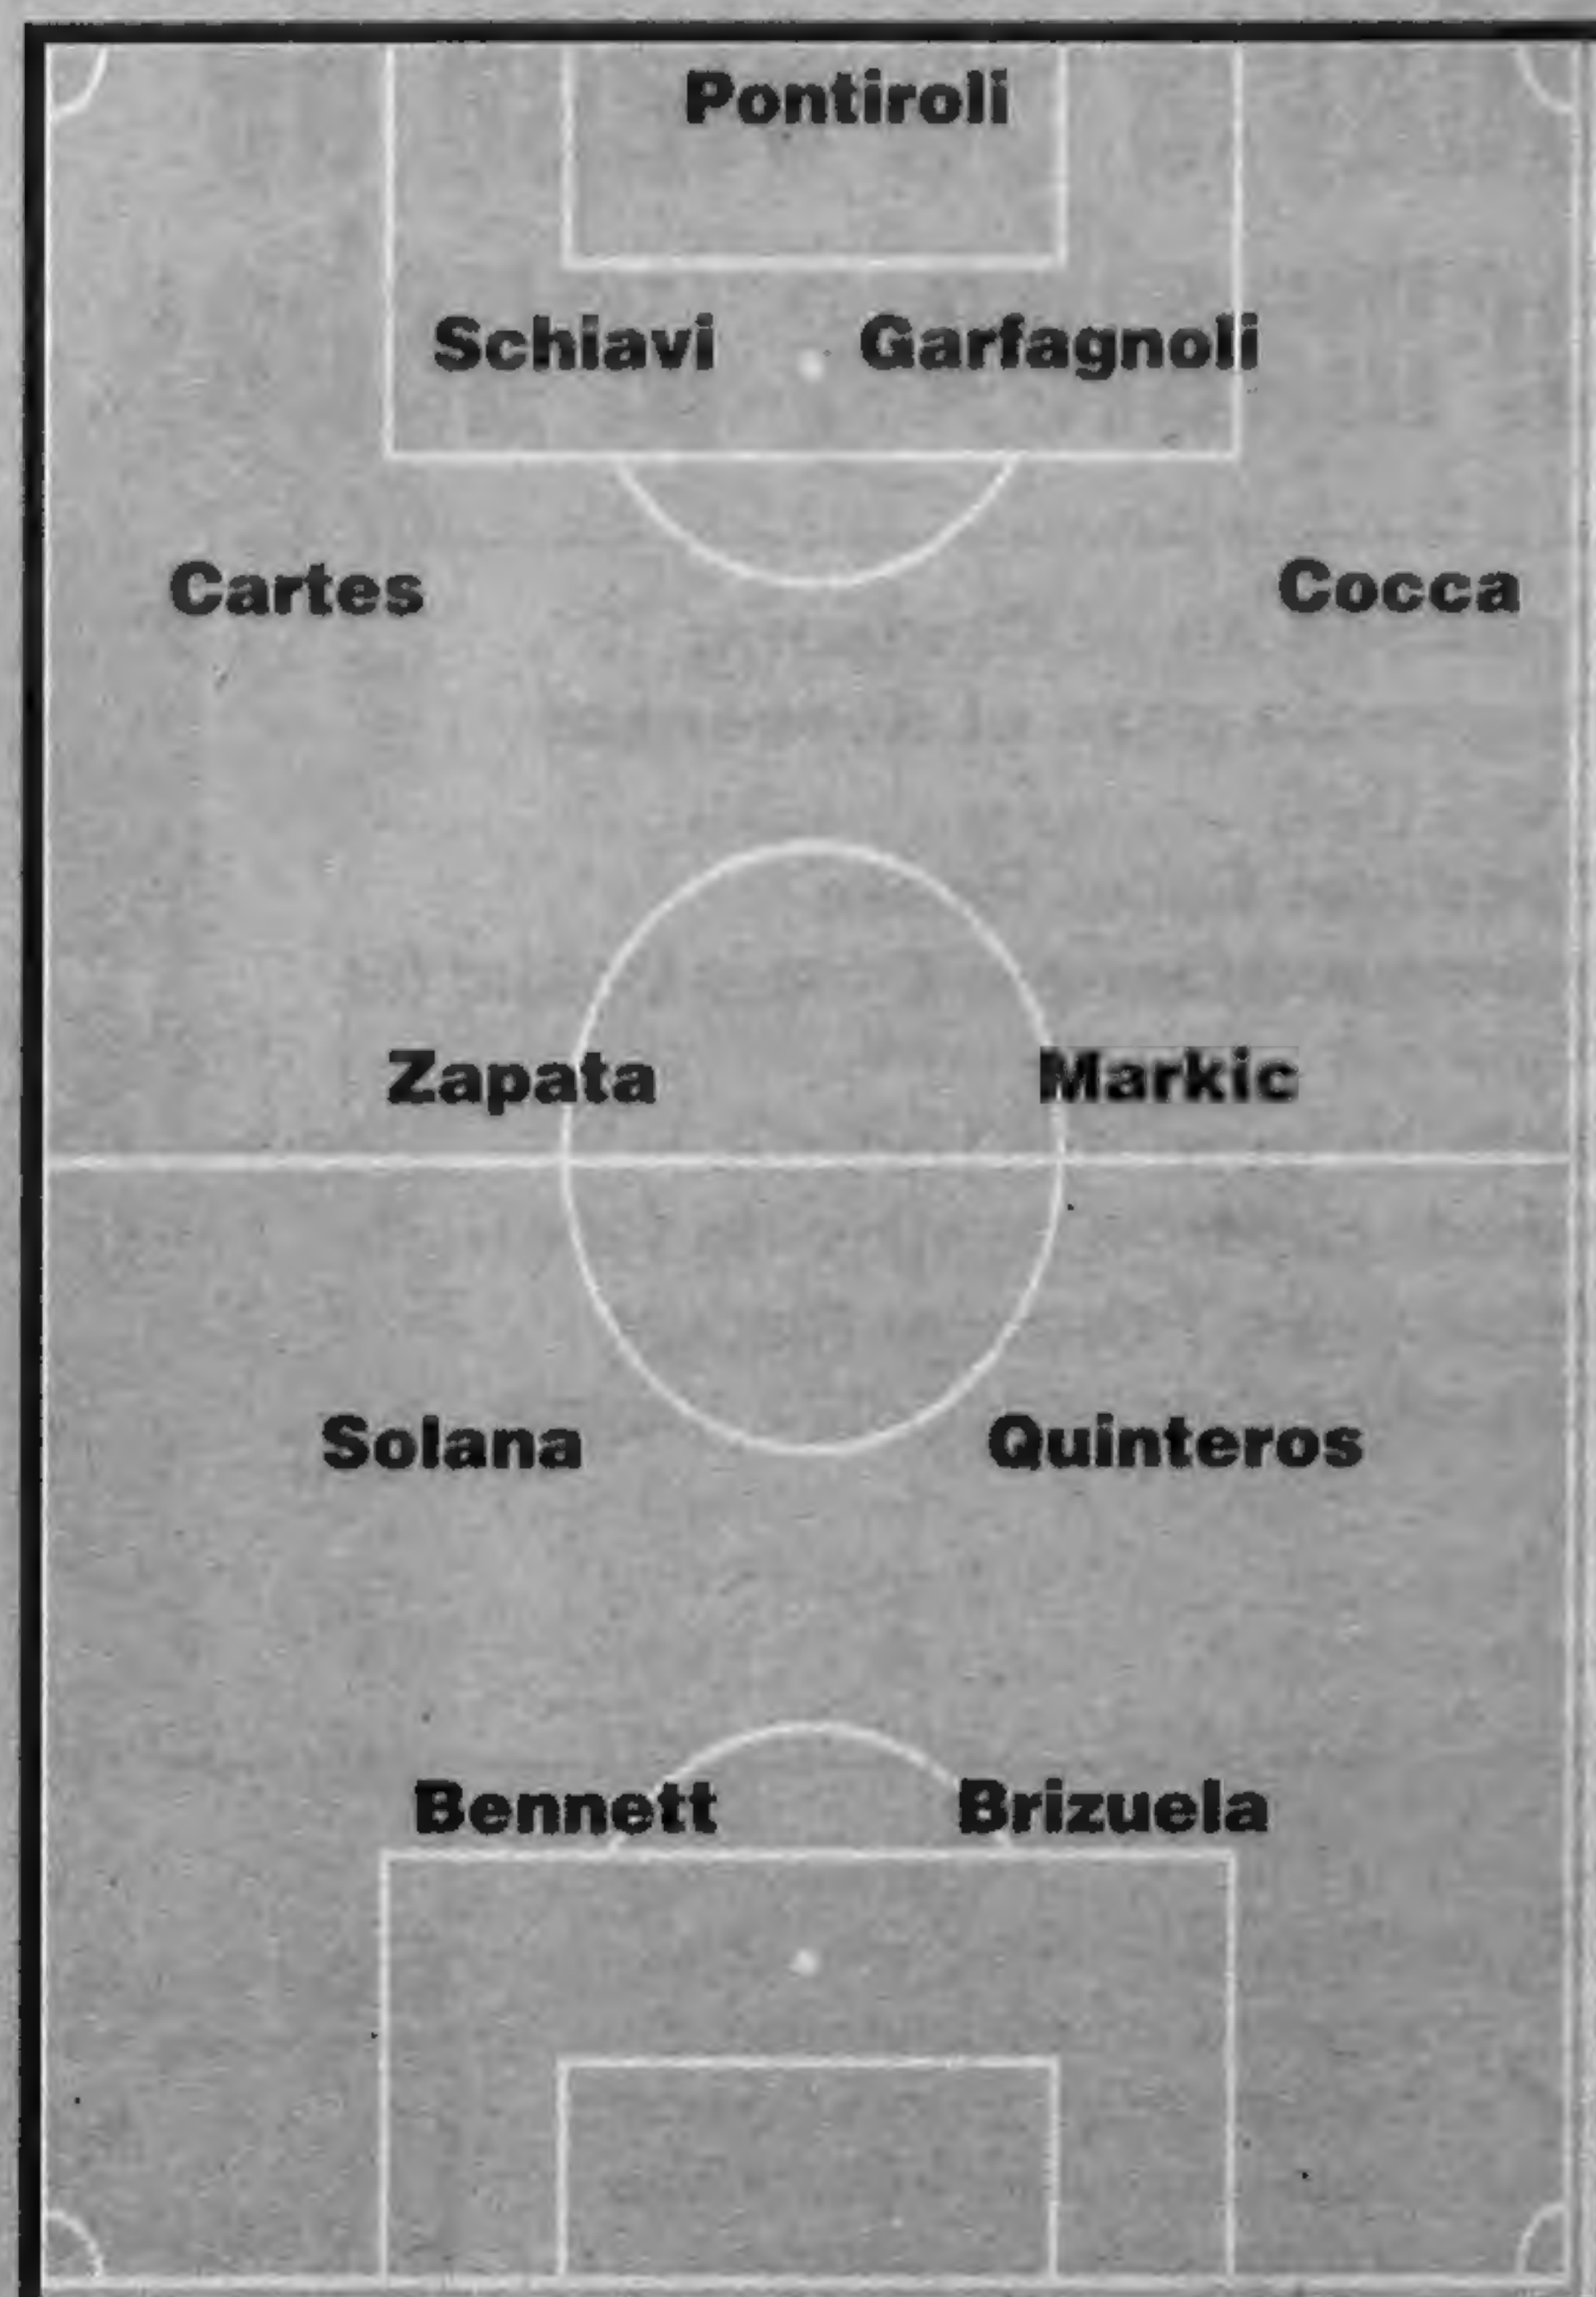 Pontiroli
Schiavi Garfagnoli
Cartes Cocca
Zapata Markic
Solana Quinteros
Bennett Brizuela